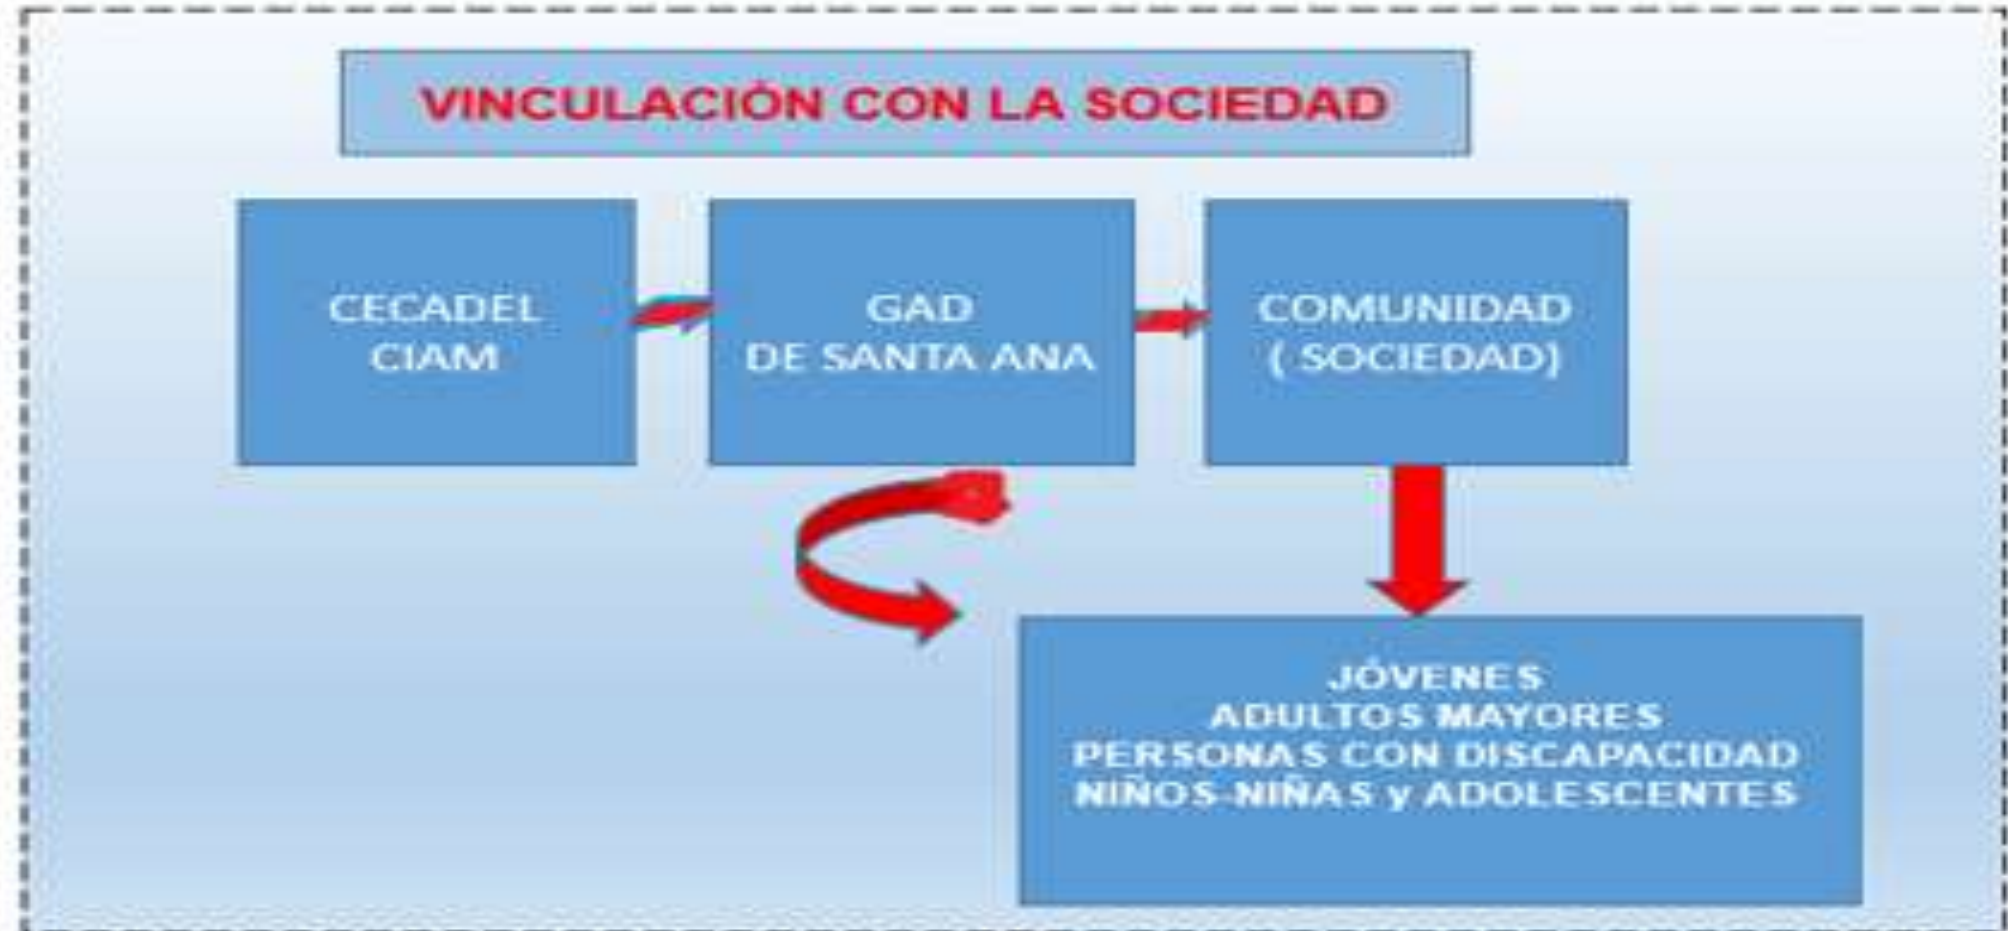 VINCULACIÓN CON LA SOCIEDAD
CECADEL
CIAM
GAD
DE SANTA ANA
COMUNIDAD
( SOCIEDAD)
JÓVENES
ADULTOS MAYORES
PERSONAS CON DISCAPACIDAD
NIÑOS-NIÑAS y ADOLESCENTES